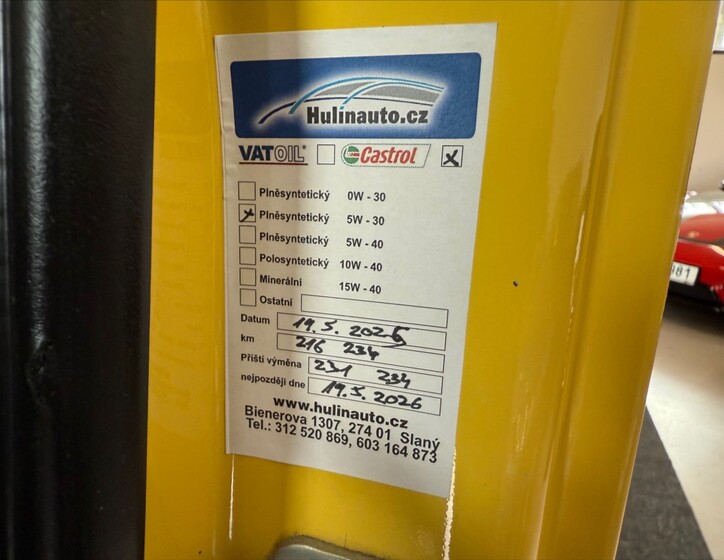 Hulinauto.cz
VATOIL Castrol
Plněsyntetický 0W - 30
Plněsyntetický 5W - 30
Plněsyntetický 5W - 40
Polosyntetický 10W - 40
Minerální 15W - 40
Ostatní
Datum 19.5.2025
km 216 234
Příští výměna 231 234
nejpozději dne 19.5.2026
www.hulinauto.cz
Bienerova 1307, 274 01 Slaný
Tel.: 312 520 869, 603 164 873